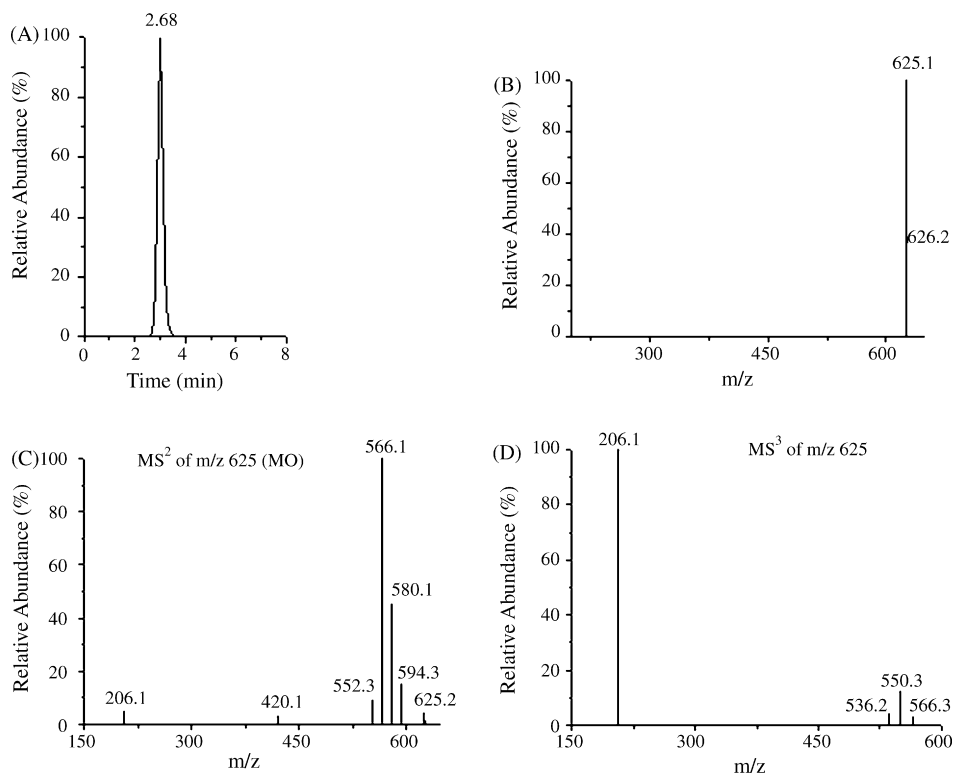 (A)
2.68
100
80
60
40
20
0
0 2 4 6 8
Time (min)
Relative Abundance (%)
(B)
625.1
626.2
100
80
60
40
20
0
300 450 600
m/z
Relative Abundance (%)
(C)
MS² of m/z 625 (MO)
566.1
580.1
594.3
552.3
625.2
206.1
420.1
100
80
60
40
20
0
150 300 450 600
m/z
Relative Abundance (%)
(D)
MS³ of m/z 625
206.1
550.3
536.2
566.3
100
80
60
40
20
0
150 300 450 600
m/z
Relative Abundance (%)